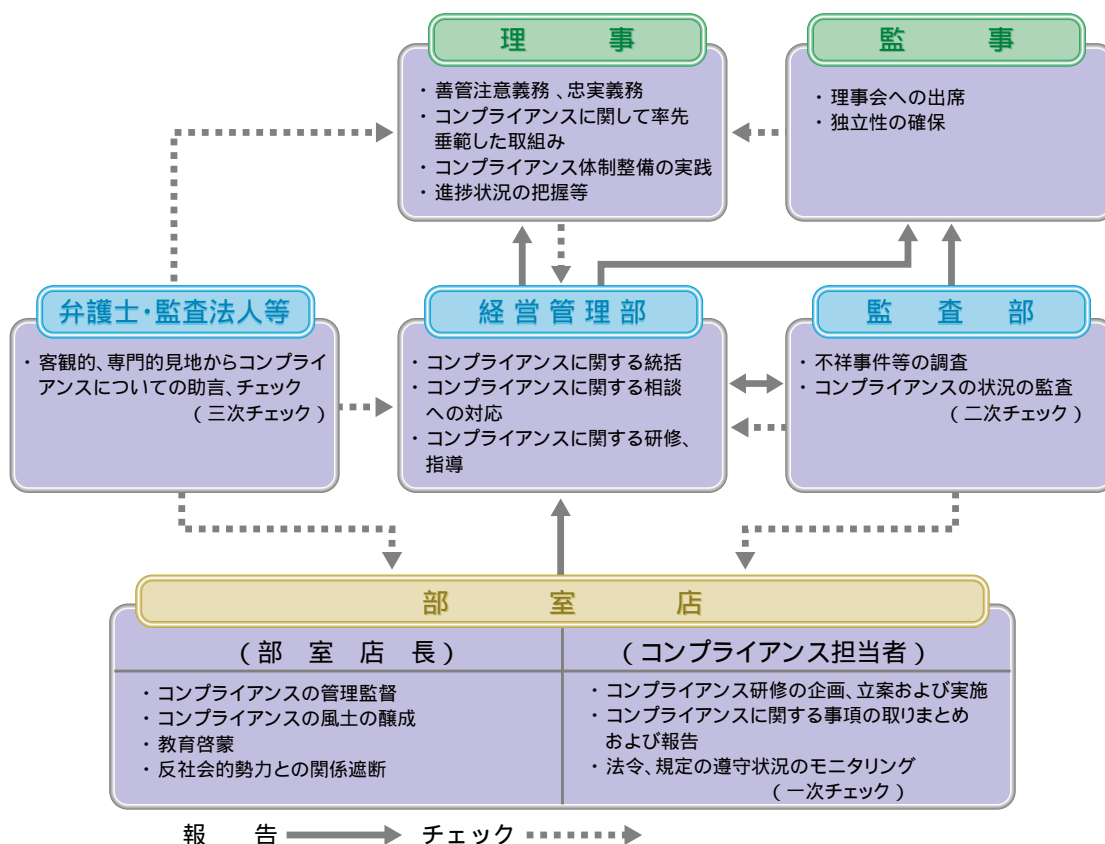 理事
・善管注意義務、忠実義務
・コンプライアンスに関して率先
垂範した取組み
・コンプライアンス体制整備の実践
・進捗状況の把握等
監事
・理事会への出席
・独立性の確保
弁護士・監査法人等
・客観的、専門的見地からコンプライ
アンスについての助言、チェック
(三次チェック)
経営管理部
・コンプライアンスに関する統括
・コンプライアンスに関する相談
への対応
・コンプライアンスに関する研修、
指導
監査部
・不祥事件等の調査
・コンプライアンスの状況の監査
(二次チェック)
部室店
(部室店長)
・コンプライアンスの管理監督
・コンプライアンスの風土の醸成
・教育啓蒙
・反社会的勢力との関係遮断
(コンプライアンス担当者)
・コンプライアンス研修の企画、立案および実施
・コンプライアンスに関する事項の取りまとめ
および報告
・法令、規定の遵守状況のモニタリング
(一次チェック)
報告 チェック